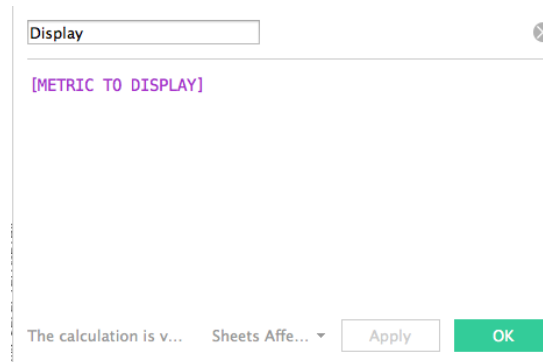 Display
[METRIC TO DISPLAY]
The calculation is v... Sheets Affe... Apply OK